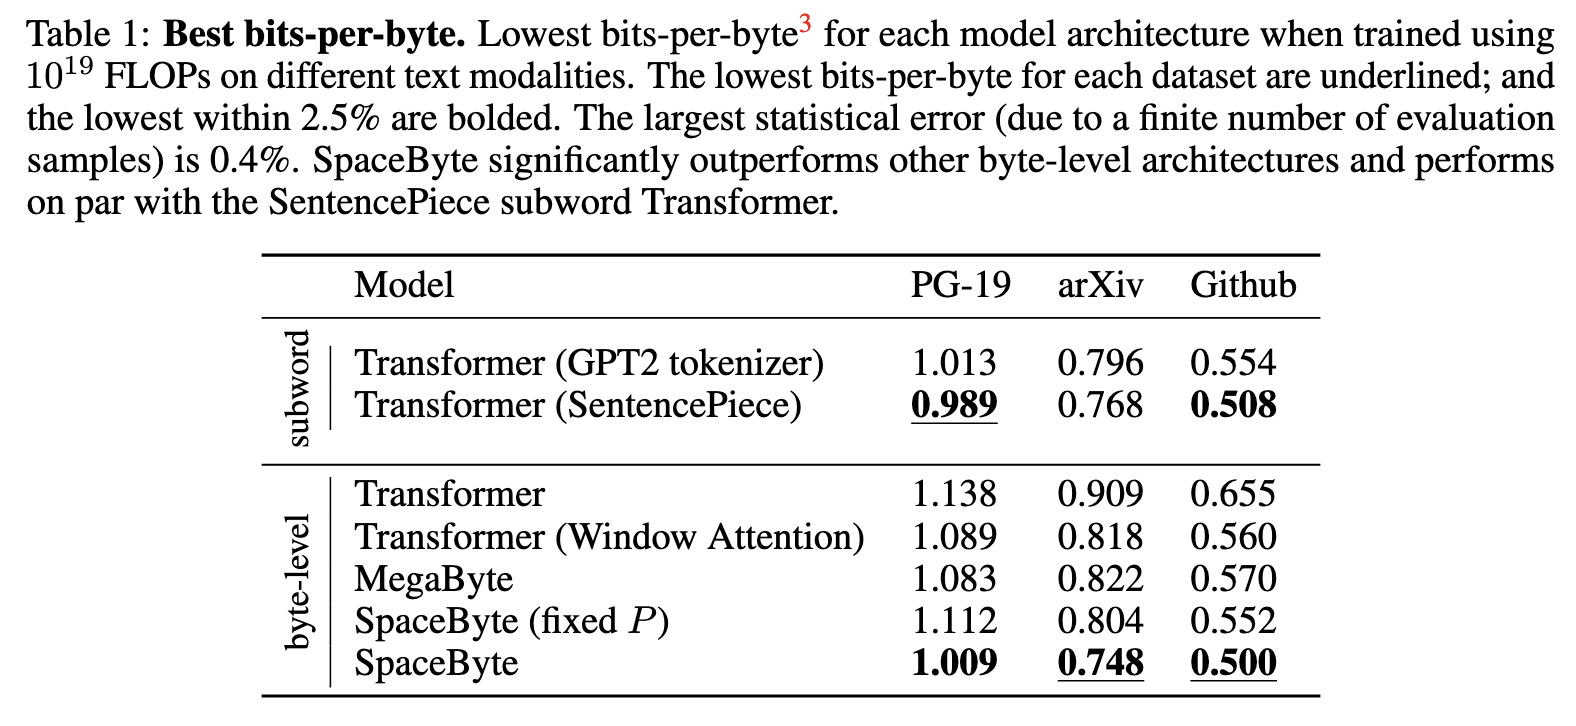 Table 1: Best bits-per-byte. Lowest bits-per-byte3 for each model architecture when trained using
10^19 FLOPs on different text modalities. The lowest bits-per-byte for each dataset are underlined; and
the lowest within 2.5% are bolded. The largest statistical error (due to a finite number of evaluation
samples) is 0.4%. SpaceByte significantly outperforms other byte-level architectures and performs
on par with the SentencePiece subword Transformer.
Model PG-19 arXiv Github
subword
Transformer (GPT2 tokenizer) 1.013 0.796 0.554
Transformer (SentencePiece) 0.989 0.768 0.508
byte-level
Transformer 1.138 0.909 0.655
Transformer (Window Attention) 1.089 0.818 0.560
MegaByte 1.083 0.822 0.570
SpaceByte (fixed P) 1.112 0.804 0.552
SpaceByte 1.009 0.748 0.500